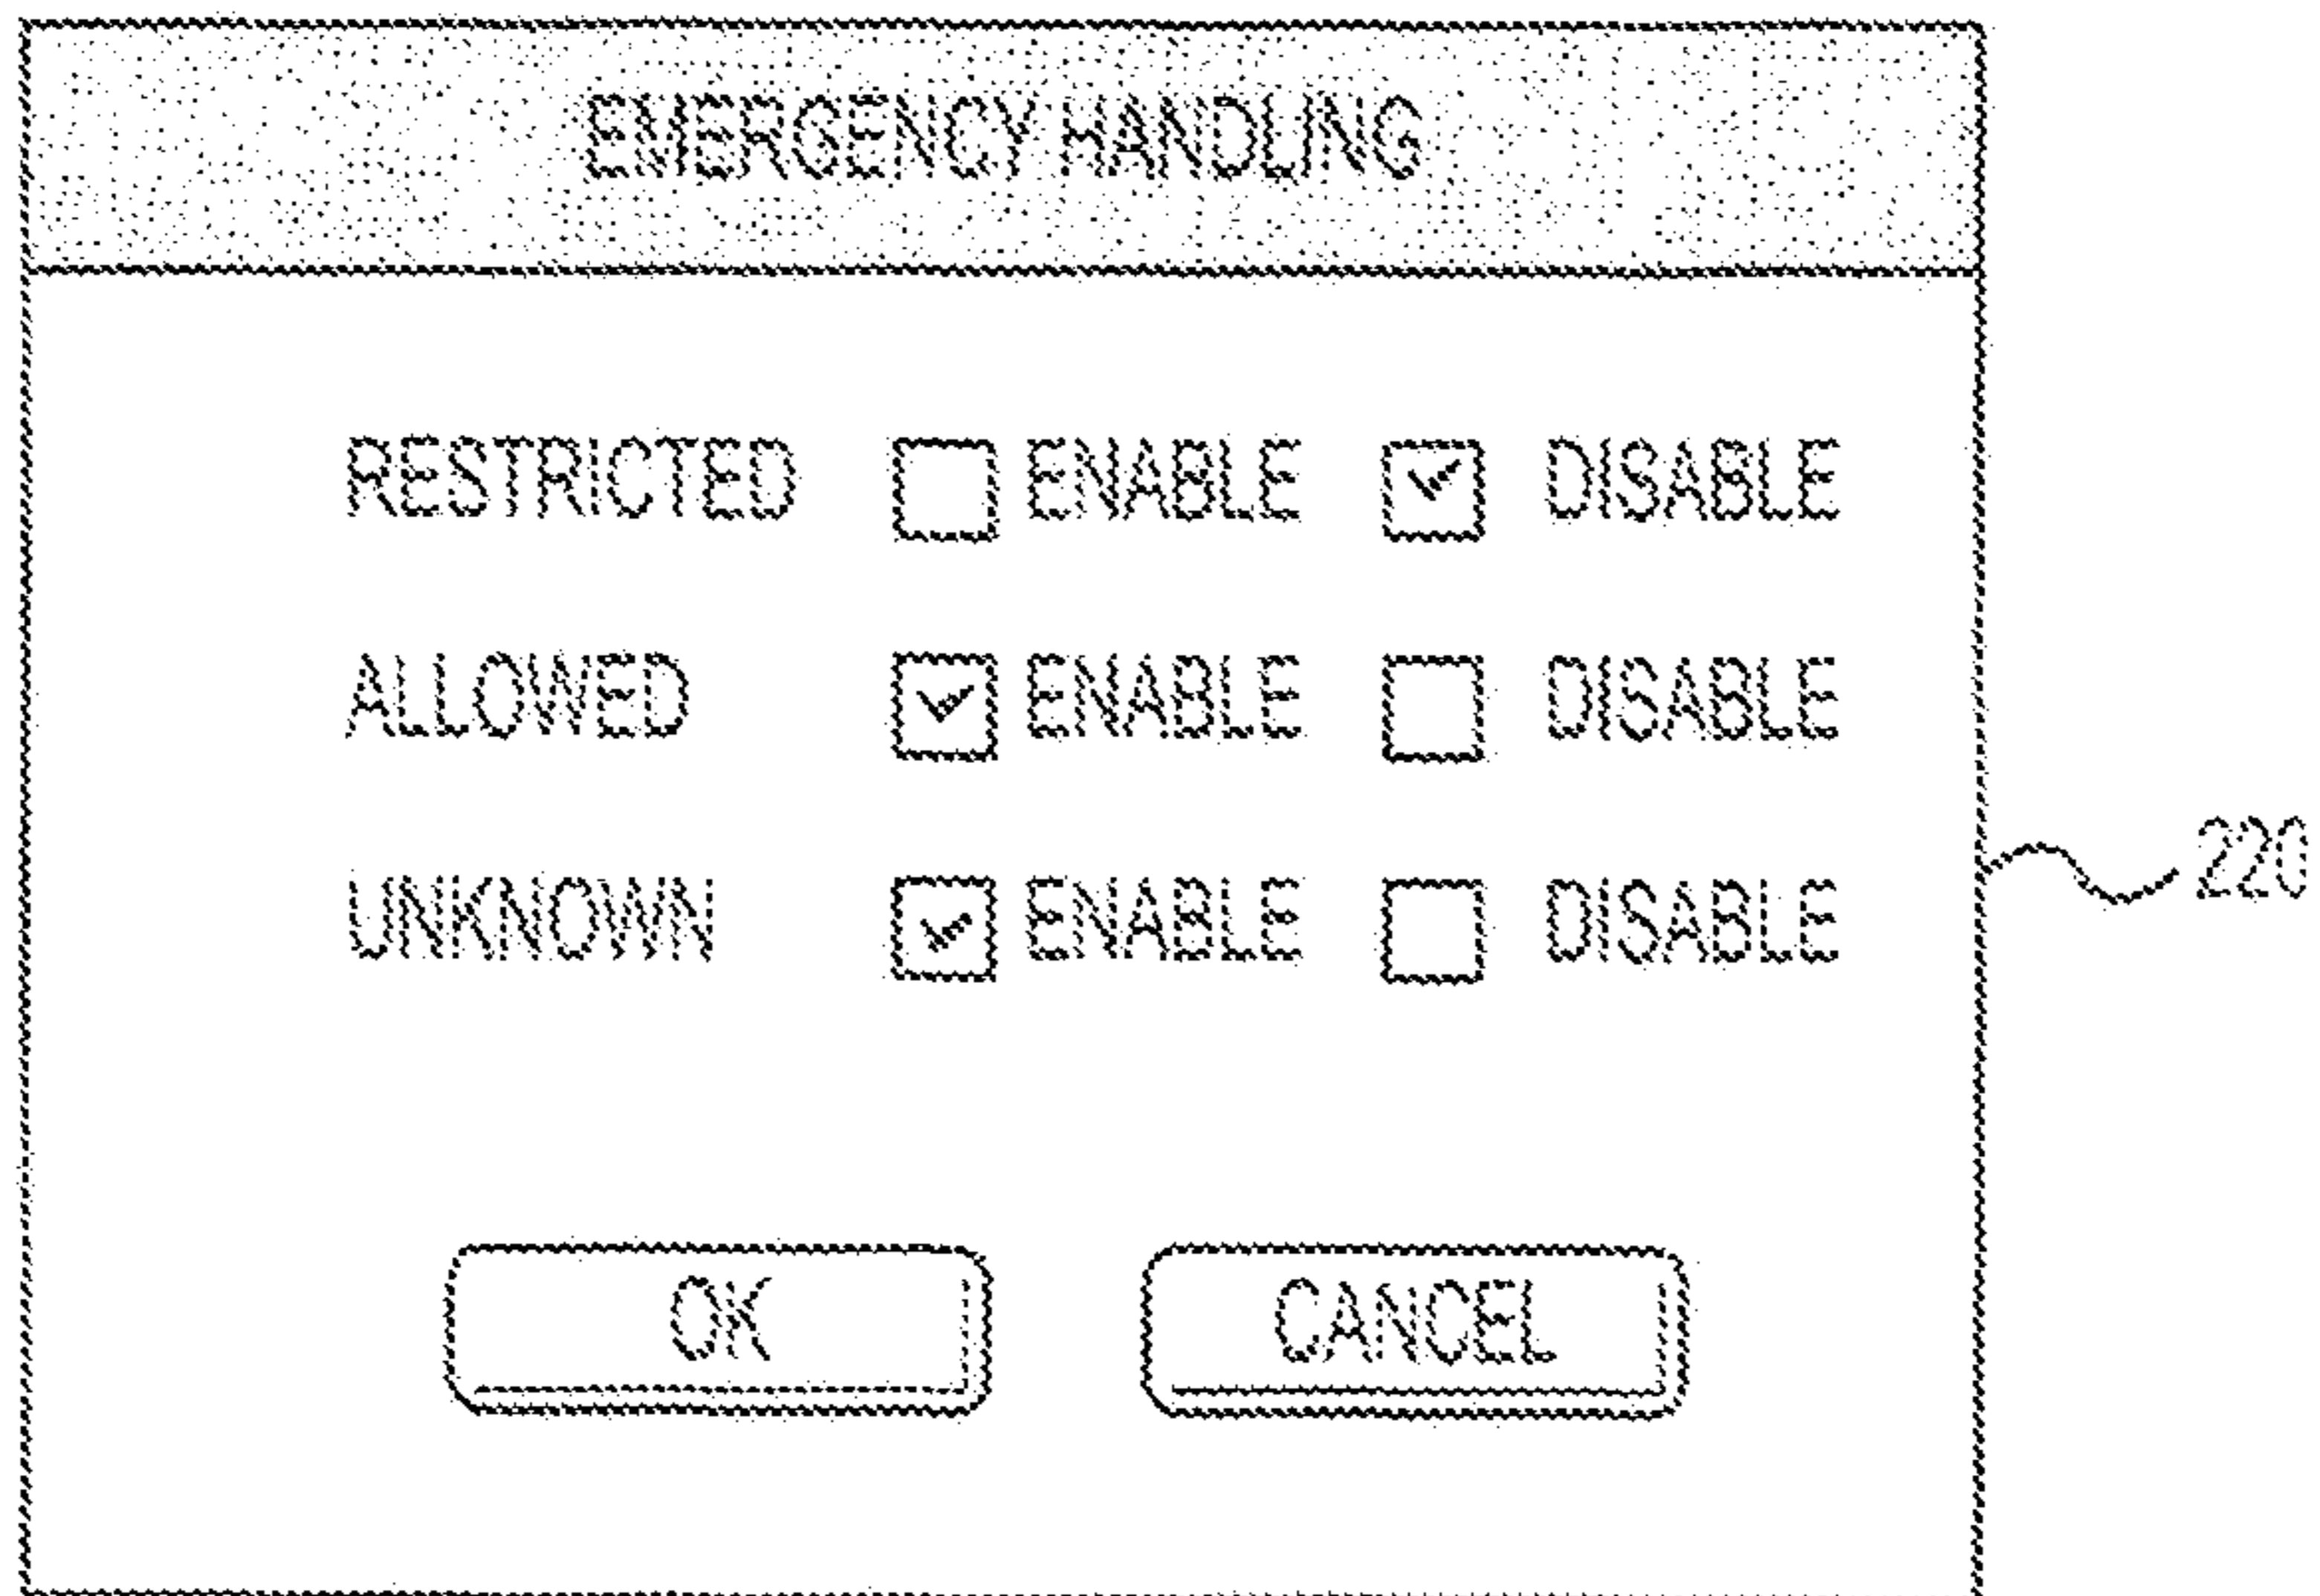 EMERGENCY HANDLING
RESTRICTED ENABLE DISABLE
ALLOWED ENABLE DISABLE
UNKNOWN ENABLE DISABLE
220
OK CANCEL